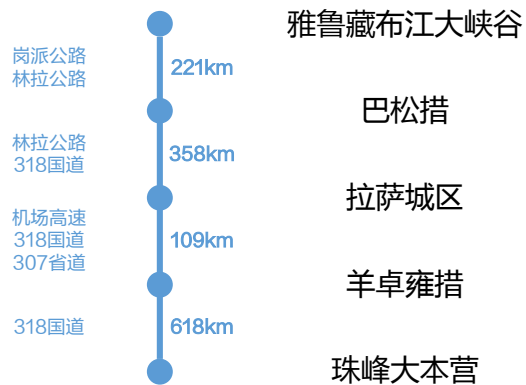 雅鲁藏布江大峡谷
岗派公路
林拉公路
221km
巴松措
林拉公路
318国道
358km
拉萨城区
机场高速
318国道
307省道
109km
羊卓雍措
318国道
618km
珠峰大本营